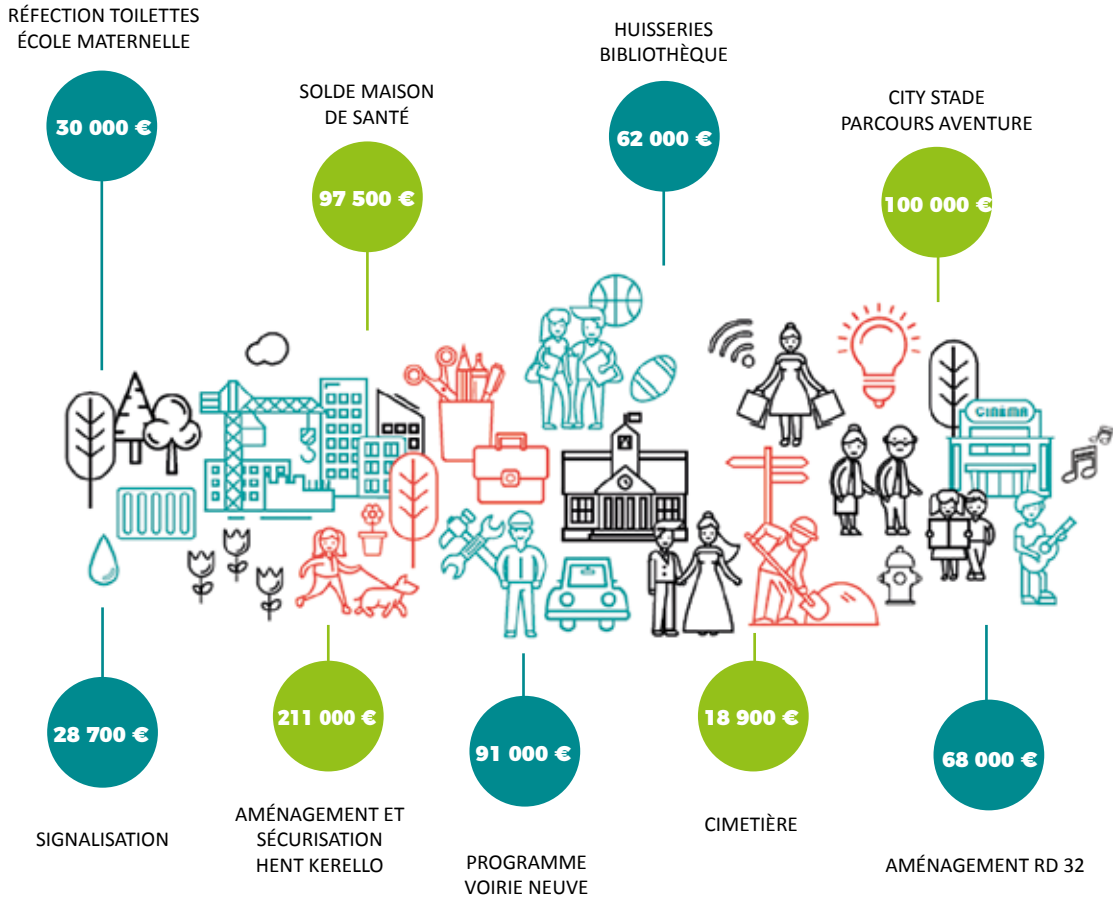 RÉFECTION TOILETTES
ÉCOLE MATERNELLE
30 000 €
SOLDE MAISON
DE SANTÉ
97 500 €
HUISSERIES
BIBLIOTHÈQUE
62 000 €
CITY STADE
PARCOURS AVENTURE
100 000 €
CINÉMA
28 700 €
SIGNALISATION
211 000 €
AMÉNAGEMENT ET
SÉCURISATION
HENT KERELLO
91 000 €
PROGRAMME
VOIRIE NEUVE
18 900 €
CIMETIÈRE
68 000 €
AMÉNAGEMENT RD 32